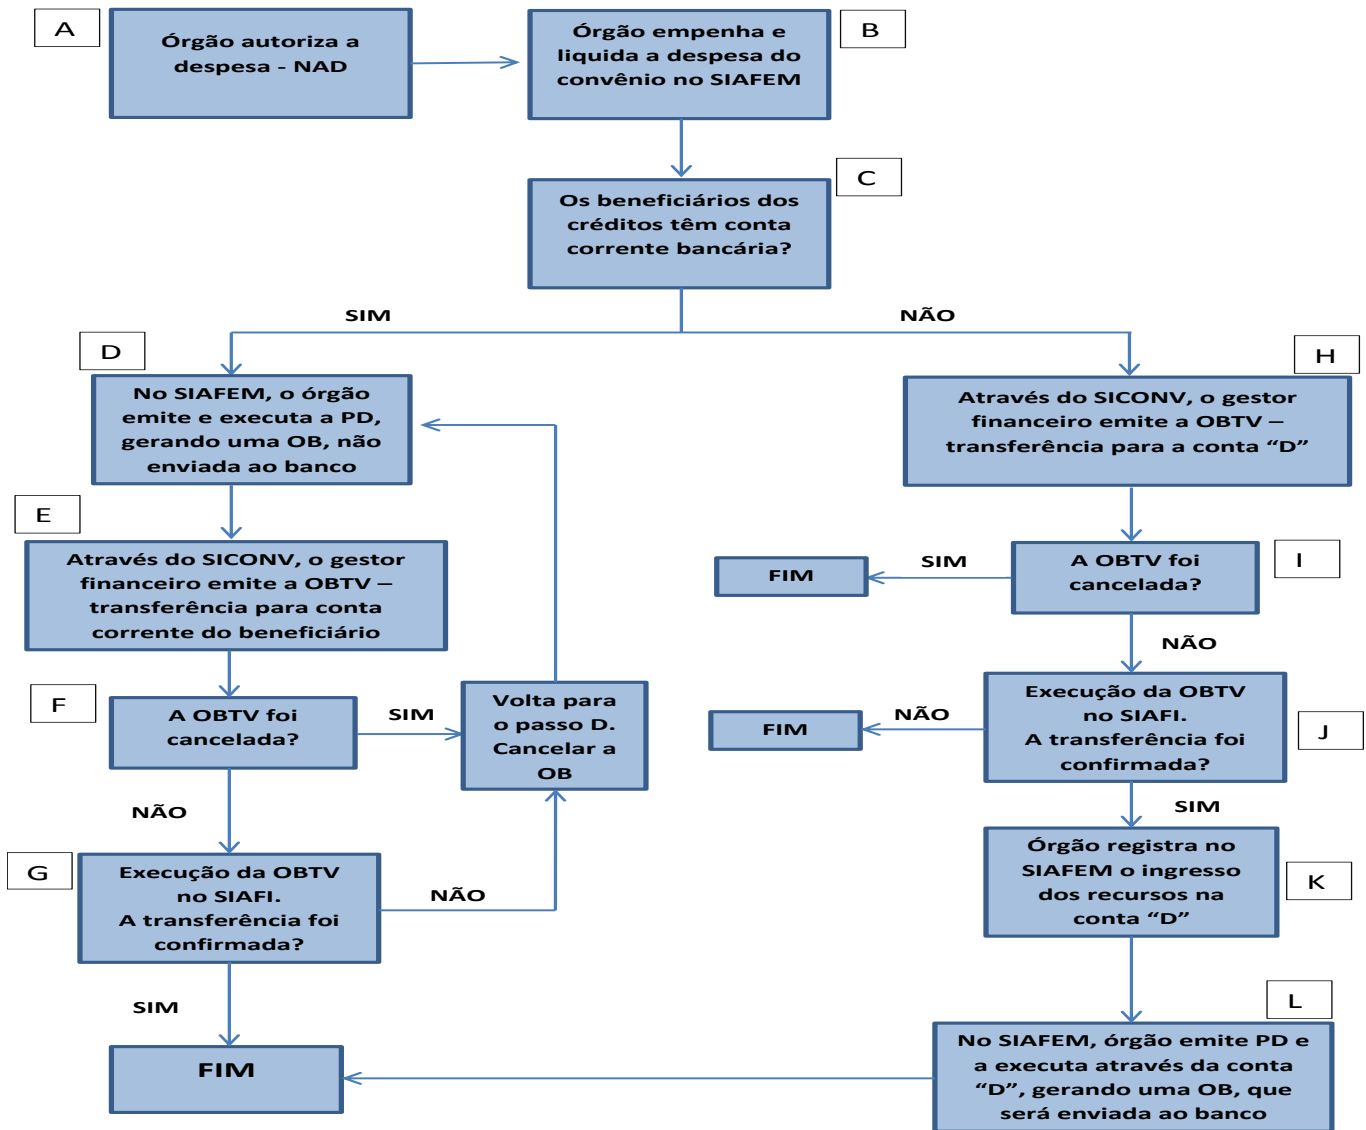 A
Órgão autoriza a
despesa - NAD
B
Órgão empenha e
liquida a despesa do
convênio no SIAFEM
C
Os beneficiários dos
créditos têm conta
corrente bancária?
SIM
NÃO
D
No SIAFEM, o órgão
emite e executa a PD,
gerando uma OB, não
enviada ao banco
E
Através do SICONV, o gestor
financeiro emite a OBTV –
transferência para conta
corrente do beneficiário
F
A OBTV foi
cancelada?
SIM
Volta para
o passo D.
Cancelar a
OB
NÃO
G
Execução da OBTV
no SIAFI.
A transferência foi
confirmada?
NÃO
SIM
FIM
H
Através do SICONV, o gestor
financeiro emite a OBTV –
transferência para a conta “D”
I
A OBTV foi
cancelada?
SIM
FIM
NÃO
J
Execução da OBTV
no SIAFI.
A transferência foi
confirmada?
NÃO
FIM
SIM
K
Órgão registra no
SIAFEM o ingresso
dos recursos na
conta “D”
L
No SIAFEM, órgão emite PD e
a executa através da conta
“D”, gerando uma OB, que
será enviada ao banco